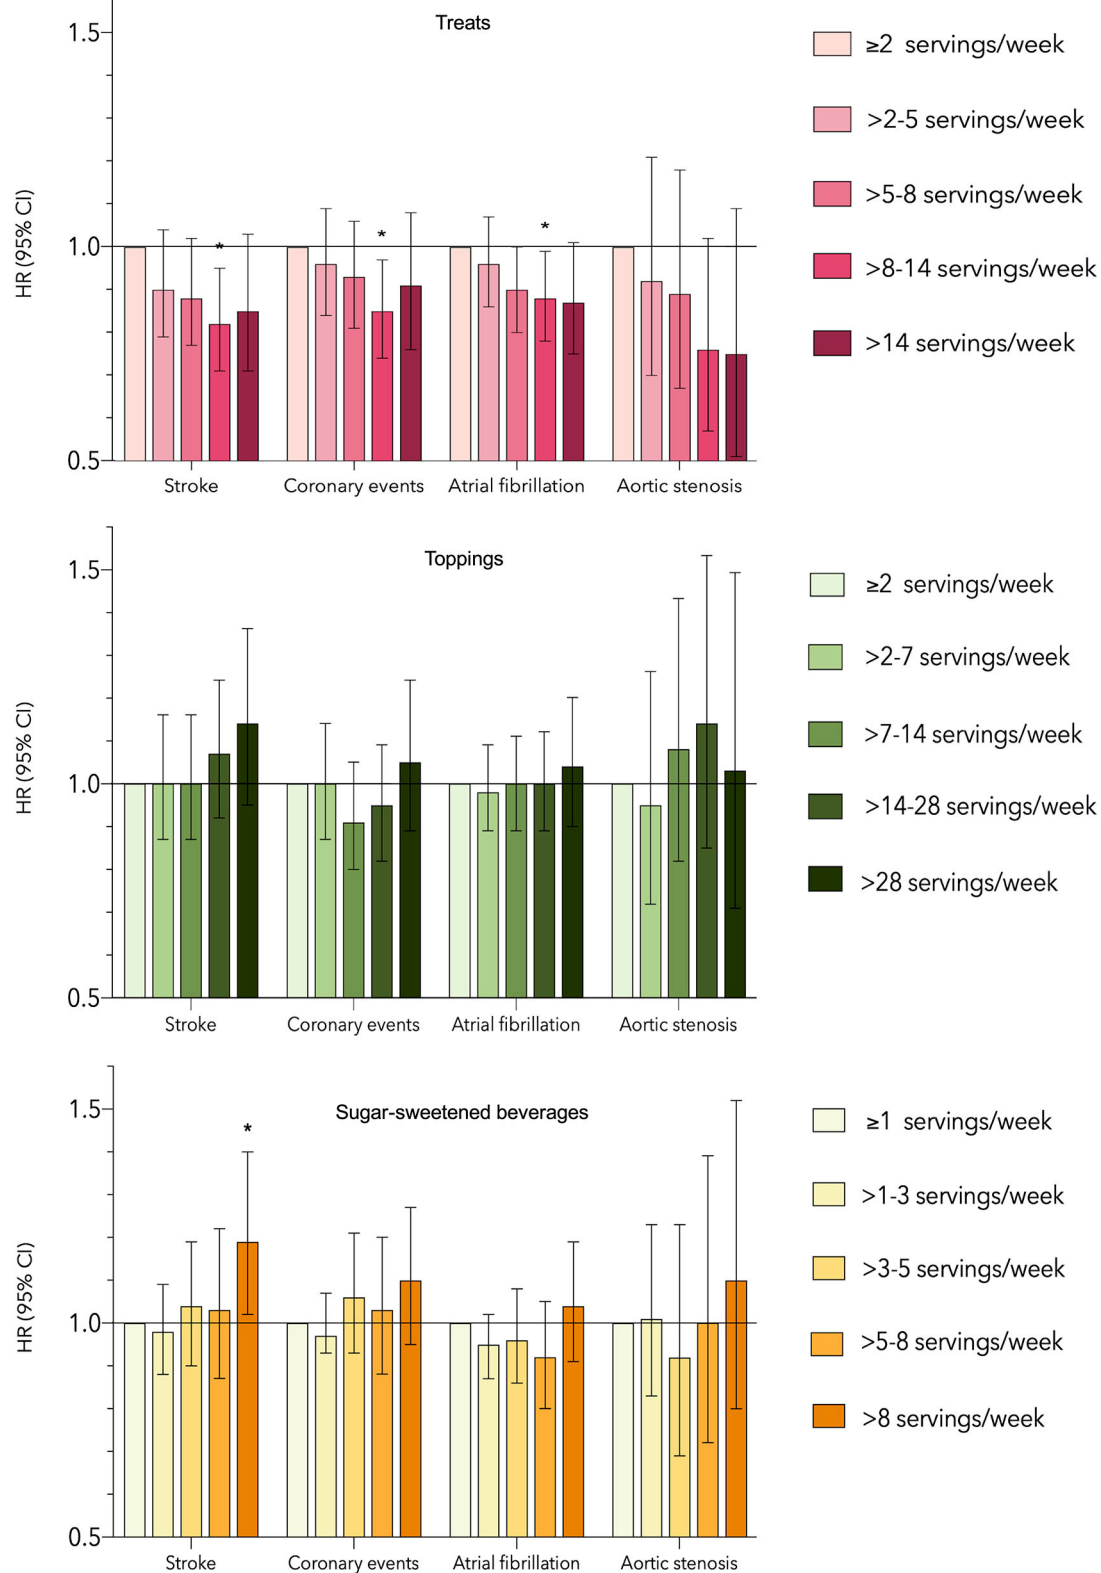 Treats
1.5
1.0
0.5
HR (95% CI)
*
*
*
Stroke
Coronary events
Atrial fibrillation
Aortic stenosis
≥2 servings/week
>2-5 servings/week
>5-8 servings/week
>8-14 servings/week
>14 servings/week
Toppings
1.5
1.0
0.5
HR (95% CI)
Stroke
Coronary events
Atrial fibrillation
Aortic stenosis
≥2 servings/week
>2-7 servings/week
>7-14 servings/week
>14-28 servings/week
>28 servings/week
Sugar-sweetened beverages
1.5
1.0
0.5
HR (95% CI)
*
Stroke
Coronary events
Atrial fibrillation
Aortic stenosis
≥1 servings/week
>1-3 servings/week
>3-5 servings/week
>5-8 servings/week
>8 servings/week